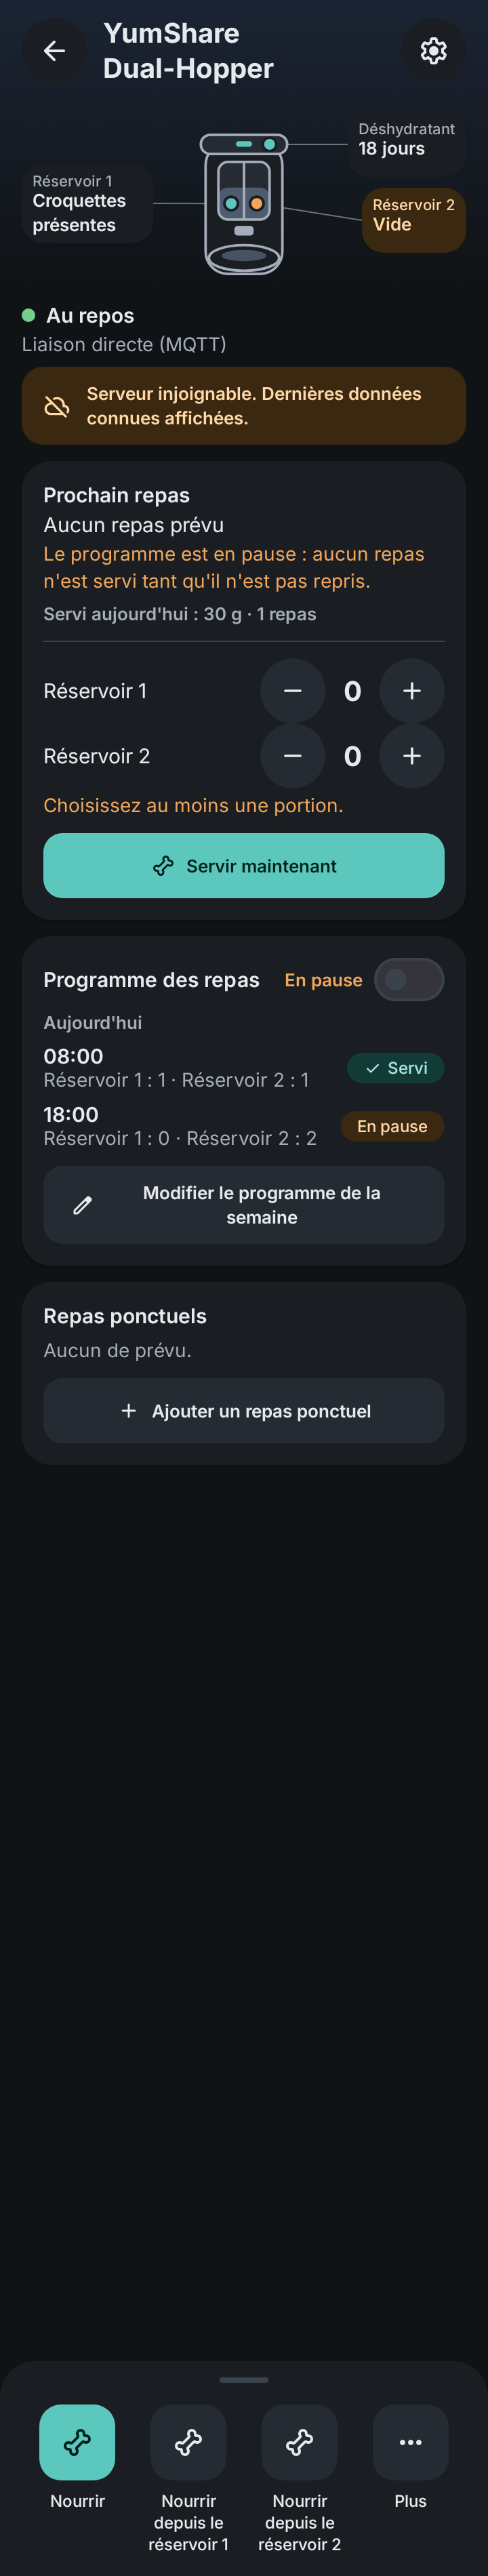 YumShare
Dual-Hopper
Déshydratant
18 jours
Réservoir 1
Croquettes
présentes
Réservoir 2
Vide
Au repos
Liaison directe (MQTT)
Serveur injoignable. Dernières données
connues affichées.
Prochain repas
Aucun repas prévu
Le programme est en pause : aucun repas
n'est servi tant qu'il n'est pas repris.
Servi aujourd'hui : 30 g · 1 repas
Réservoir 1
0
Réservoir 2
0
Choisissez au moins une portion.
Servir maintenant
Programme des repas
En pause
Aujourd'hui
08:00
Réservoir 1 : 1 · Réservoir 2 : 1
Servi
18:00
Réservoir 1 : 0 · Réservoir 2 : 2
En pause
Modifier le programme de la
semaine
Repas ponctuels
Aucun de prévu.
Ajouter un repas ponctuel
Nourrir
Nourrir
depuis le
réservoir 1
Nourrir
depuis le
réservoir 2
Plus